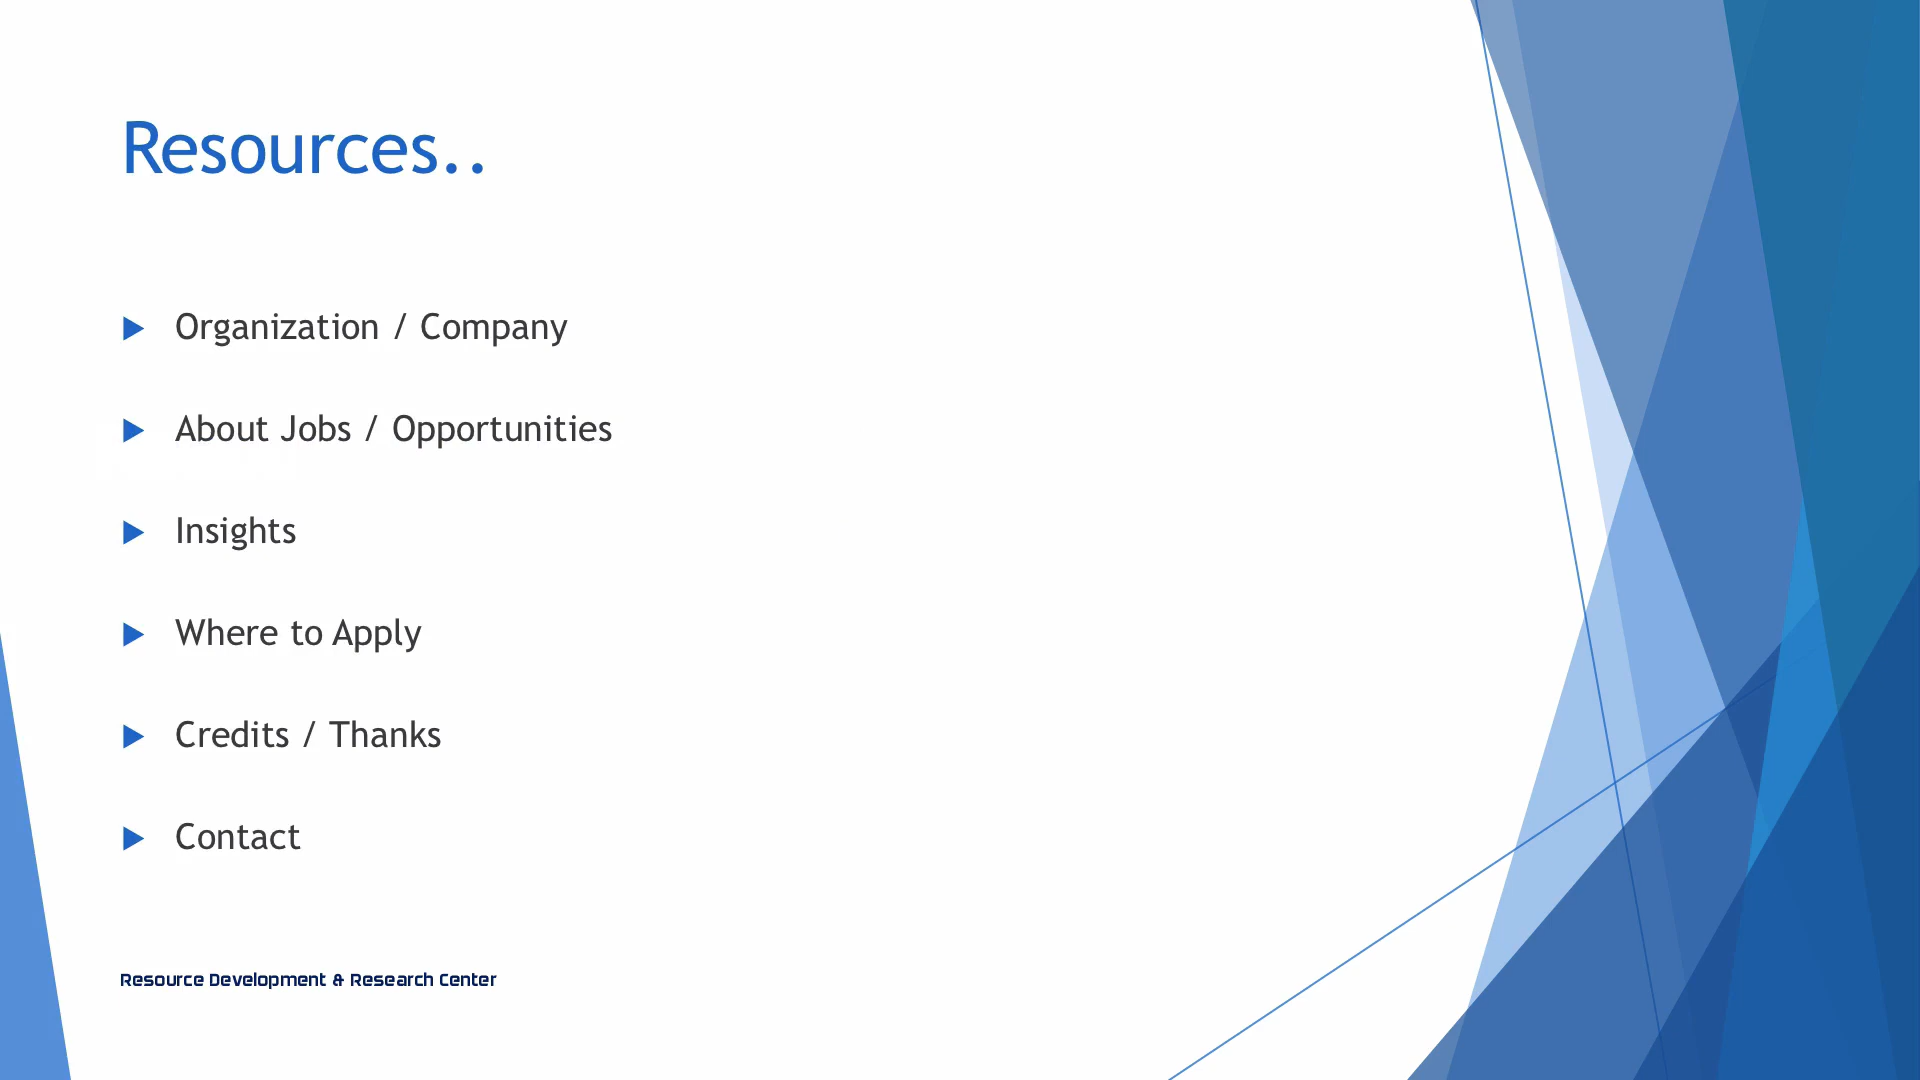 Resources..
Organization / Company
About Jobs / Opportunities
Insights
Where to Apply
Credits / Thanks
Contact
Resource Development & Research Center